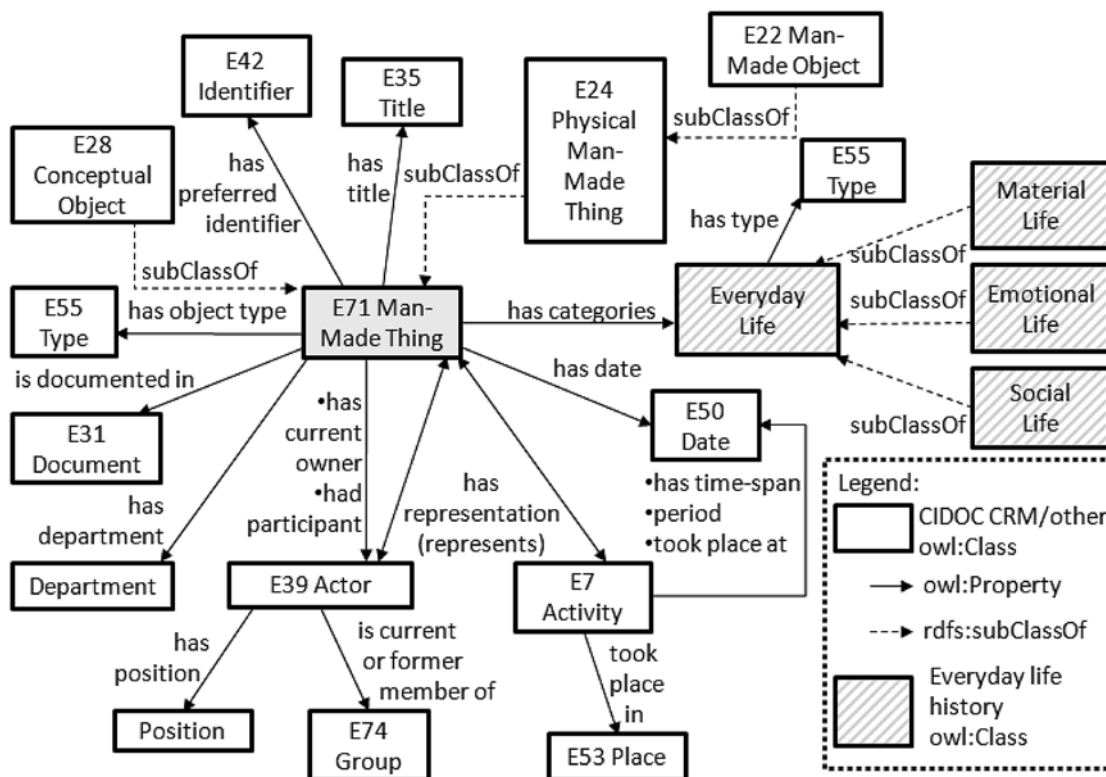 E42
Identifier
E35
Title
E24
Physical
Man-
Made
Thing
E22 Man-
Made Object
subClassOf
E28
Conceptual
Object
has
preferred
identifier
has
title
subClassOf
E55
Type
has type
Material
Life
subClassOf
subClassOf
E55
Type
has object type
E71 Man-
Made Thing
has categories
Everyday
Life
subClassOf
Emotional
Life
is documented in
has date
Social
Life
subClassOf
E31
Document
•has
current
owner
•had
participant
E50
Date
has
department
has
representation
(represents)
•has time-span
•period
•took place at
Department
E39 Actor
E7
Activity
has
position
is current
or former
member of
took
place
in
Position
E74
Group
E53 Place
Legend:
CIDOC CRM/other
owl:Class
owl:Property
rdfs:subClassOf
Everyday life
history
owl:Class